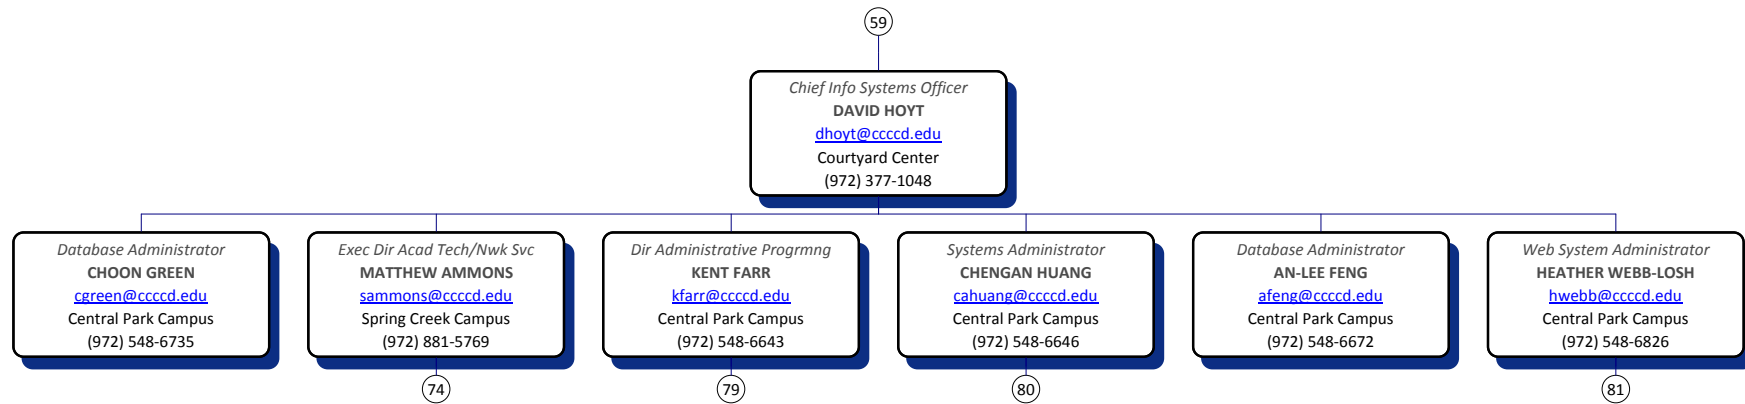 59
Chief Info Systems Officer
DAVID HOYT
dhoyt@ccccd.edu
Courtyard Center
(972) 377-1048
Database Administrator
CHOON GREEN
cgreen@ccccd.edu
Central Park Campus
(972) 548-6735
Exec Dir Acad Tech/Nwk Svc
MATTHEW AMMONS
sammons@ccccd.edu
Spring Creek Campus
(972) 881-5769
74
Dir Administrative Progrmng
KENT FARR
kfarr@ccccd.edu
Central Park Campus
(972) 548-6643
79
Systems Administrator
CHENGAN HUANG
cahuang@ccccd.edu
Central Park Campus
(972) 548-6646
80
Database Administrator
AN-LEE FENG
afeng@ccccd.edu
Central Park Campus
(972) 548-6672
Web System Administrator
HEATHER WEBB-LOSH
hwebb@ccccd.edu
Central Park Campus
(972) 548-6826
81